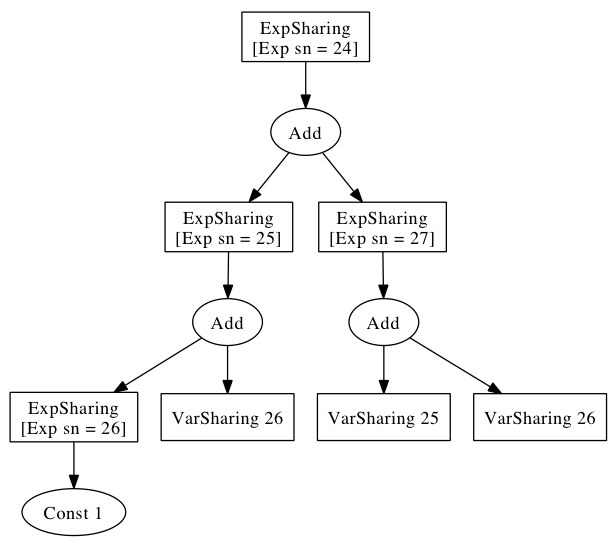 ExpSharing
[Exp sn = 24]
Add
ExpSharing
[Exp sn = 25]
ExpSharing
[Exp sn = 27]
Add
Add
ExpSharing
[Exp sn = 26]
VarSharing 26
VarSharing 25
VarSharing 26
Const 1